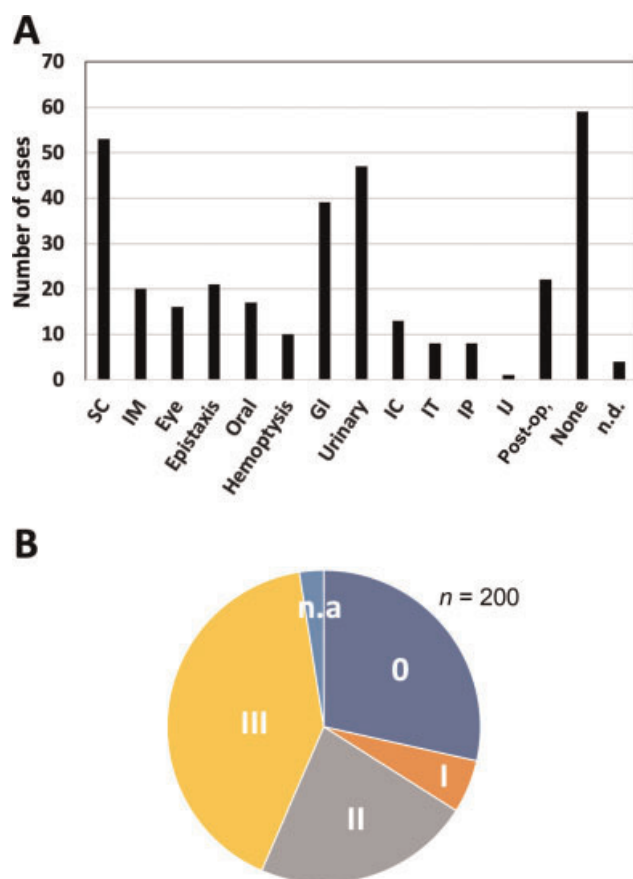 A
70
60
50
40
30
20
10
0
Number of cases
SC
IM
Eye
Epistaxis
Oral
Hemoptysis
GI
Urinary
IC
IT
IP
IJ
Post-op,
None
n.d.
B
n = 200
n.a
0
I
II
III